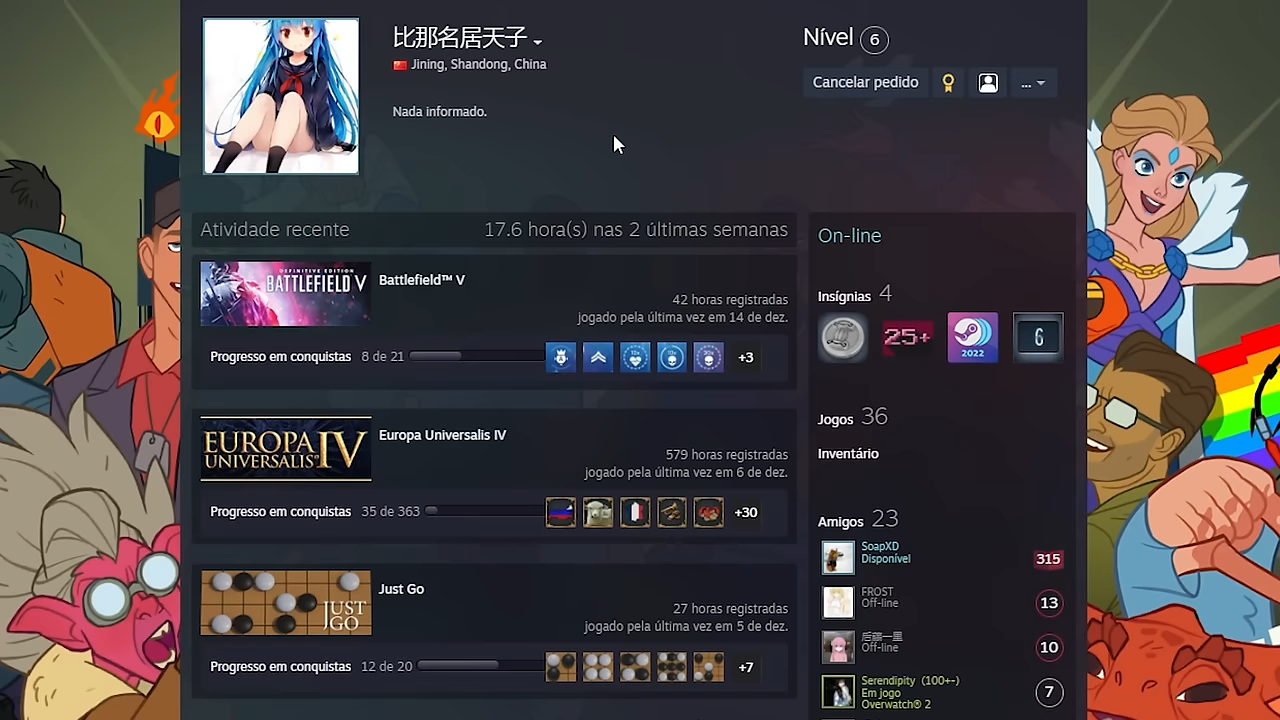 比那名居天子
Nível 6
Jining, Shandong, China
Cancelar pedido ...
Nada informado.
Atividade recente 17.6 hora(s) nas 2 últimas semanas
DEFINITIVE EDITION
BATTLEFIELD V
Battlefield™ V
42 horas registradas
jogado pela última vez em 14 de dez.
Progresso em conquistas 8 de 21 +3
EUROPA
UNIVERSALIS IV
Europa Universalis IV
579 horas registradas
jogado pela última vez em 6 de dez.
Progresso em conquistas 35 de 363 +30
JUST
GO
Just Go
27 horas registradas
jogado pela última vez em 5 de dez.
Progresso em conquistas 12 de 20 +7
On-line
Insígnias 4
25+
2022
6
Jogos 36
Inventário
Amigos 23
SoapXD
Disponível
315
FROST
Off-line
13
后藤一里
Off-line
10
Serendipity (100+-)
Em jogo
Overwatch® 2
7